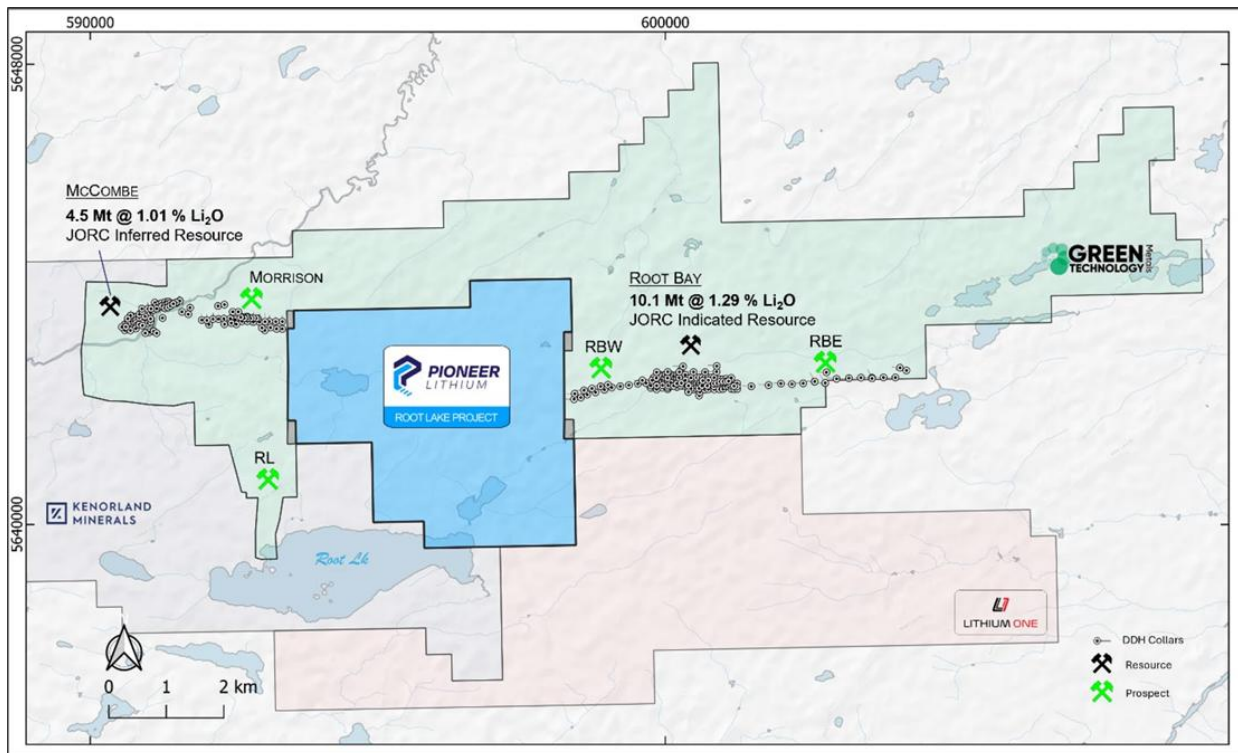 590000
600000
5648000
McCombe
4.5 Mt @ 1.01 % Li₂O
JORC Inferred Resource
Morrison
GREEN
TECHNOLOGY
Metals
Root Bay
10.1 Mt @ 1.29 % Li₂O
JORC Indicated Resource
RBW
RBE
PIONEER
LITHIUM
ROOT LAKE PROJECT
RL
KENORLAND
MINERALS
5640000
Root Lk
LITHIUM ONE
DDH Collars
Resource
Prospect
0 1 2 km